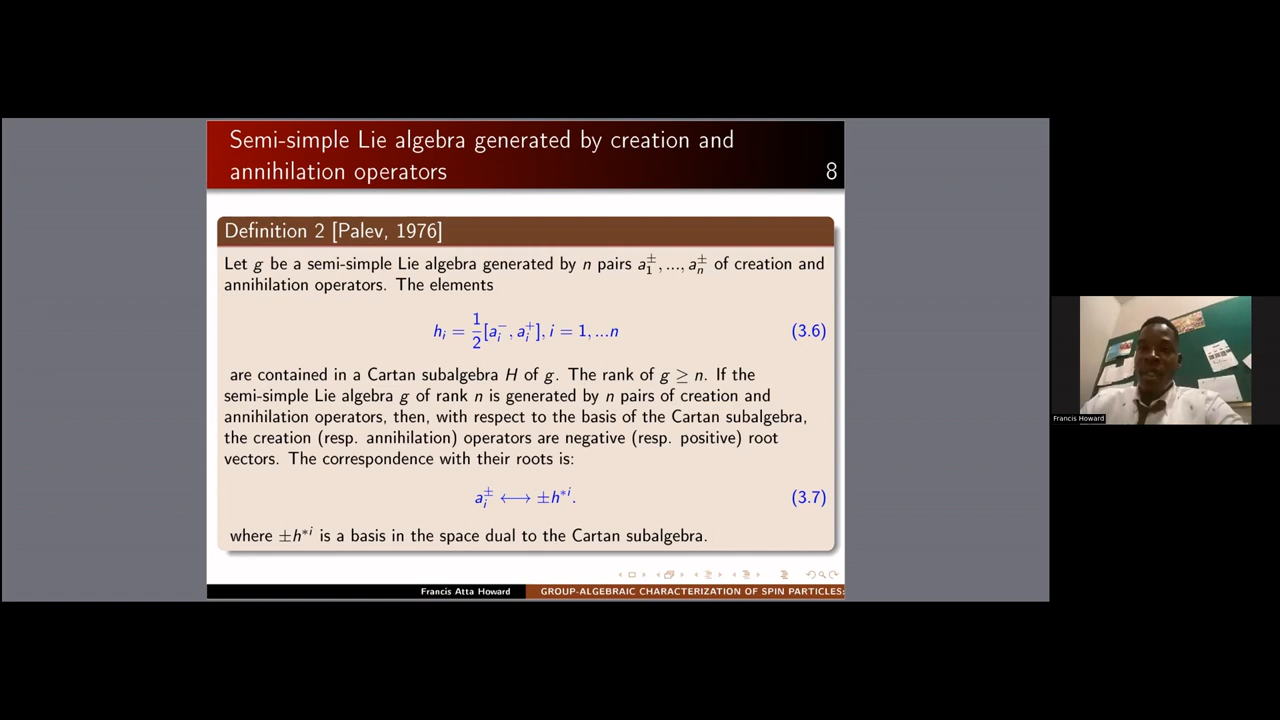 Semi-simple Lie algebra generated by creation and
annihilation operators
8
Definition 2 [Palev, 1976]
Let g be a semi-simple Lie algebra generated by n pairs a₁^±, ..., aₙ^± of creation and
annihilation operators. The elements
hᵢ = 1/2 [aᵢ⁻, aᵢ⁺], i = 1, ...n (3.6)
are contained in a Cartan subalgebra H of g. The rank of g ≥ n. If the
semi-simple Lie algebra g of rank n is generated by n pairs of creation and
annihilation operators, then, with respect to the basis of the Cartan subalgebra,
the creation (resp. annihilation) operators are negative (resp. positive) root
vectors. The correspondence with their roots is:
aᵢ^± ⟷ ±h*ⁱ. (3.7)
where ±h*ⁱ is a basis in the space dual to the Cartan subalgebra.
Francis Atta Howard
GROUP-ALGEBRAIC CHARACTERIZATION OF SPIN PARTICLES:
Francis Howard